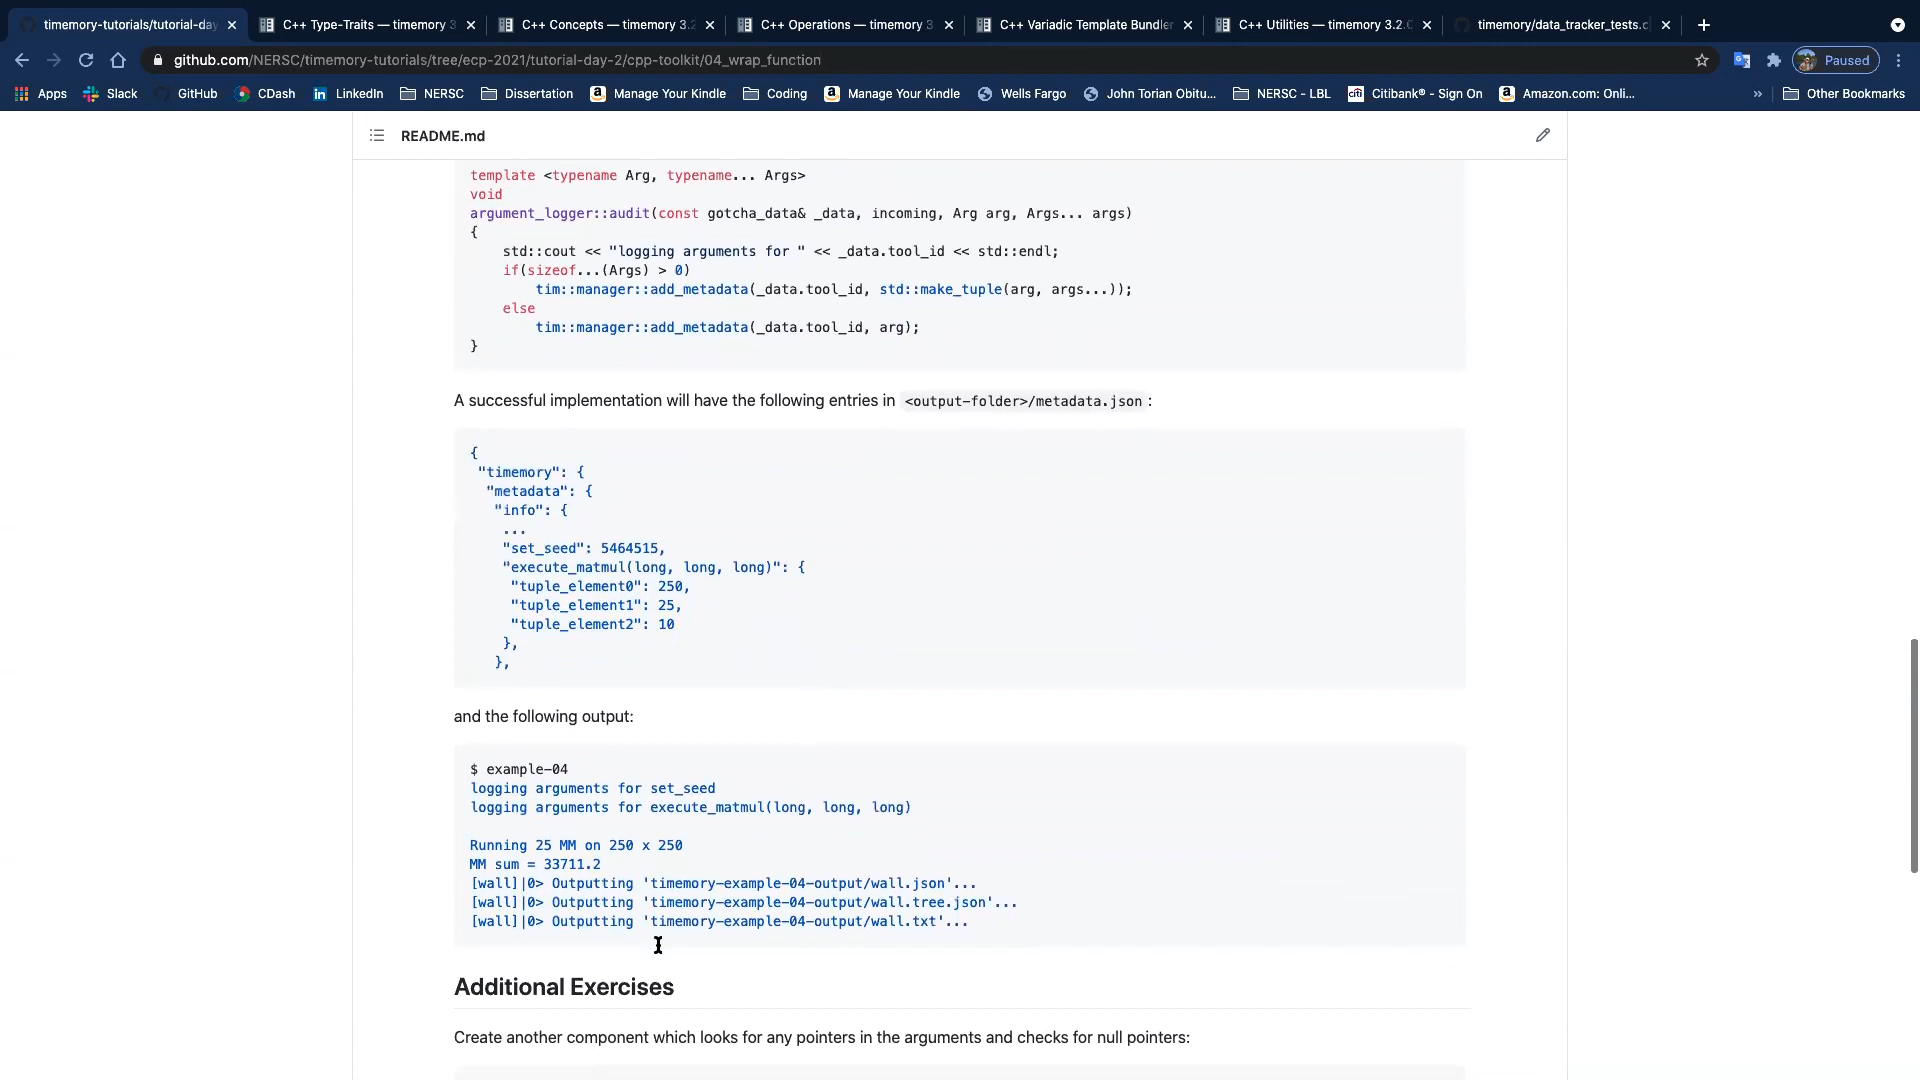 timemory-tutorials/tutorial-day
C++ Type-Traits — timemory 3
C++ Concepts — timemory 3.2
C++ Operations — timemory 3
C++ Variadic Template Bundler
C++ Utilities — timemory 3.2.0
timemory/data_tracker_tests.c
github.com/NERSC/timemory-tutorials/tree/ecp-2021/tutorial-day-2/cpp-toolkit/04_wrap_function
Paused
Apps
Slack
GitHub
CDash
LinkedIn
NERSC
Dissertation
Manage Your Kindle
Coding
Manage Your Kindle
Wells Fargo
John Torian Obitu...
NERSC - LBL
citi
Citibank® - Sign On
Amazon.com: Onli...
»
Other Bookmarks
README.md
template <typename Arg, typename... Args>
void
argument_logger::audit(const gotcha_data& _data, incoming, Arg arg, Args... args)
{
std::cout << "logging arguments for " << _data.tool_id << std::endl;
if(sizeof...(Args) > 0)
tim::manager::add_metadata(_data.tool_id, std::make_tuple(arg, args...));
else
tim::manager::add_metadata(_data.tool_id, arg);
}
A successful implementation will have the following entries in <output-folder>/metadata.json :
{
"timemory": {
"metadata": {
"info": {
...
"set_seed": 5464515,
"execute_matmul(long, long, long)": {
"tuple_element0": 250,
"tuple_element1": 25,
"tuple_element2": 10
},
},
and the following output:
$ example-04
logging arguments for set_seed
logging arguments for execute_matmul(long, long, long)
Running 25 MM on 250 x 250
MM sum = 33711.2
[wall]|0> Outputting 'timemory-example-04-output/wall.json'...
[wall]|0> Outputting 'timemory-example-04-output/wall.tree.json'...
[wall]|0> Outputting 'timemory-example-04-output/wall.txt'...
Additional Exercises
Create another component which looks for any pointers in the arguments and checks for null pointers: